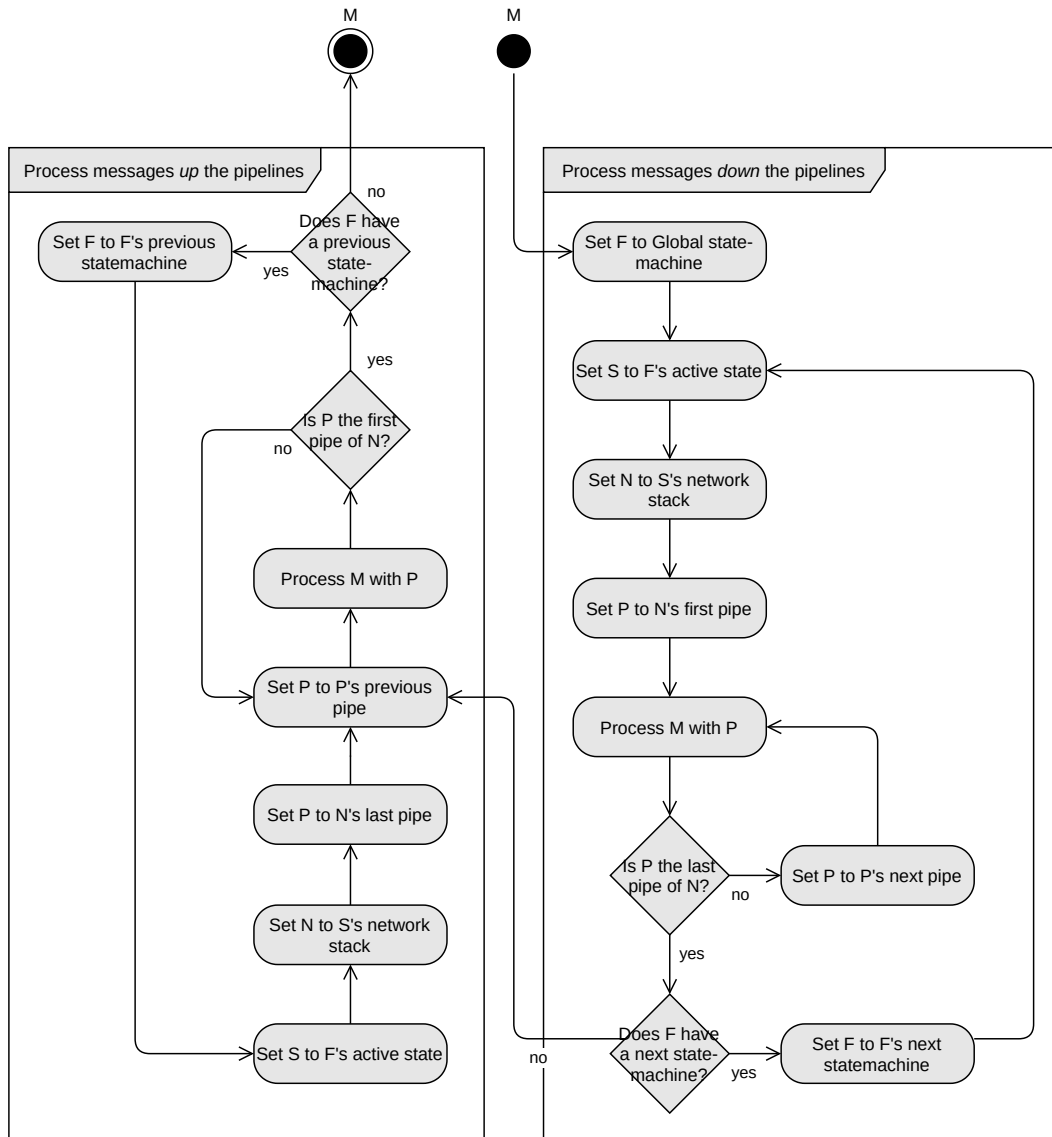 M
M
Process messages up the pipelines
Process messages down the pipelines
no
Does F have
a previous
state-
machine?
Set F to F's previous
statemachine
yes
Set F to Global state-
machine
yes
Set S to F's active state
Is P the first
pipe of N?
no
Set N to S's network
stack
Process M with P
Set P to N's first pipe
Set P to P's previous
pipe
Process M with P
Set P to N's last pipe
Is P the last
pipe of N?
no
Set P to P's next pipe
Set N to S's network
stack
yes
Set S to F's active state
no
Does F have
a next state-
machine?
yes
Set F to F's next
statemachine